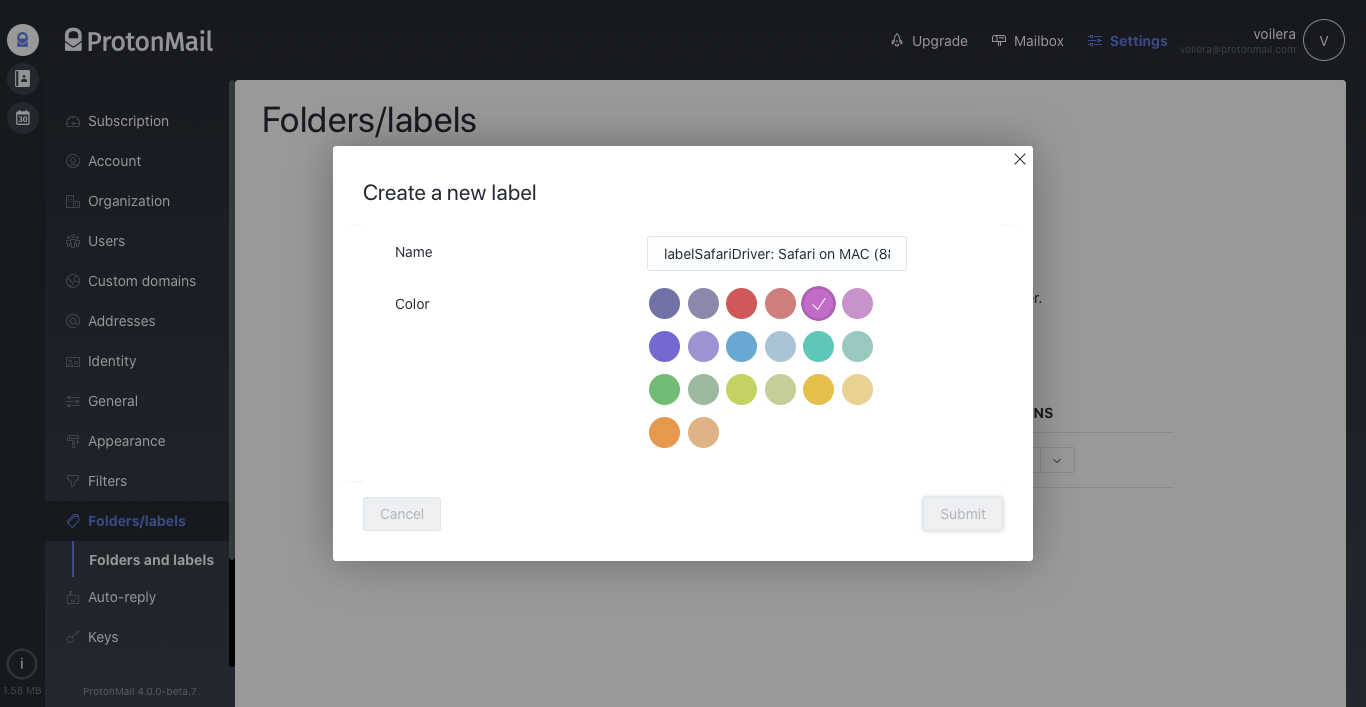 ProtonMail
Upgrade
Mailbox
Settings
voilera
voilera@protonmail.com
V
30
Subscription
Account
Organization
Users
Custom domains
Addresses
Identity
General
Appearance
Filters
Folders/labels
Folders and labels
Auto-reply
Keys
i
1.58 MB
ProtonMail 4.0.0-beta.7
Folders/labels
Create a new label
Name
labelSafariDriver: Safari on MAC (88
Color
Cancel
Submit
r.
NS